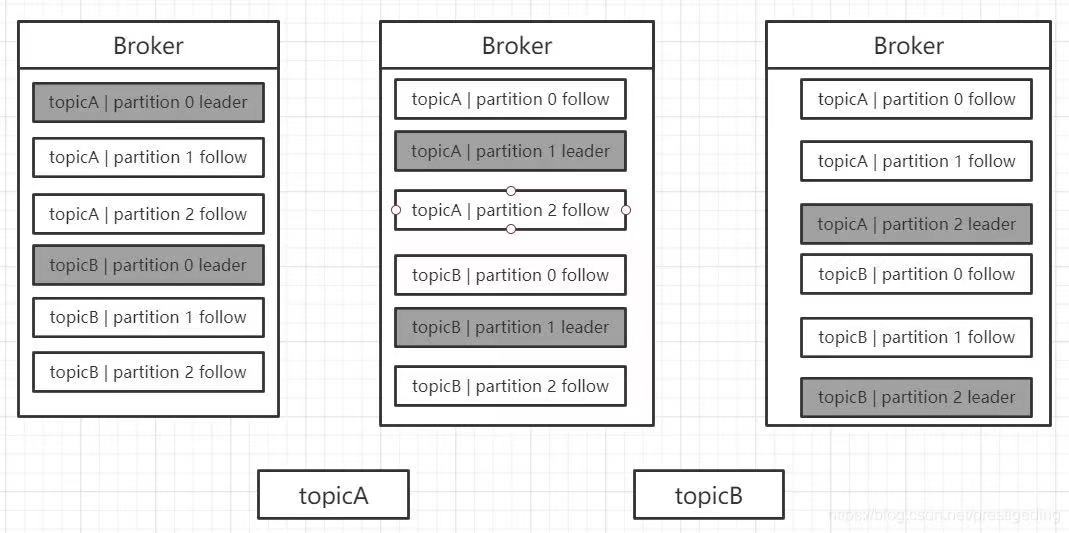 Broker
topicA | partition 0 leader
topicA | partition 1 follow
topicA | partition 2 follow
topicB | partition 0 leader
topicB | partition 1 follow
topicB | partition 2 follow
Broker
topicA | partition 0 follow
topicA | partition 1 leader
topicA | partition 2 follow
topicB | partition 0 follow
topicB | partition 1 leader
topicB | partition 2 follow
Broker
topicA | partition 0 follow
topicA | partition 1 follow
topicA | partition 2 leader
topicB | partition 0 follow
topicB | partition 1 follow
topicB | partition 2 leader
topicA
topicB
https://blog.csdn.net/prestigeding